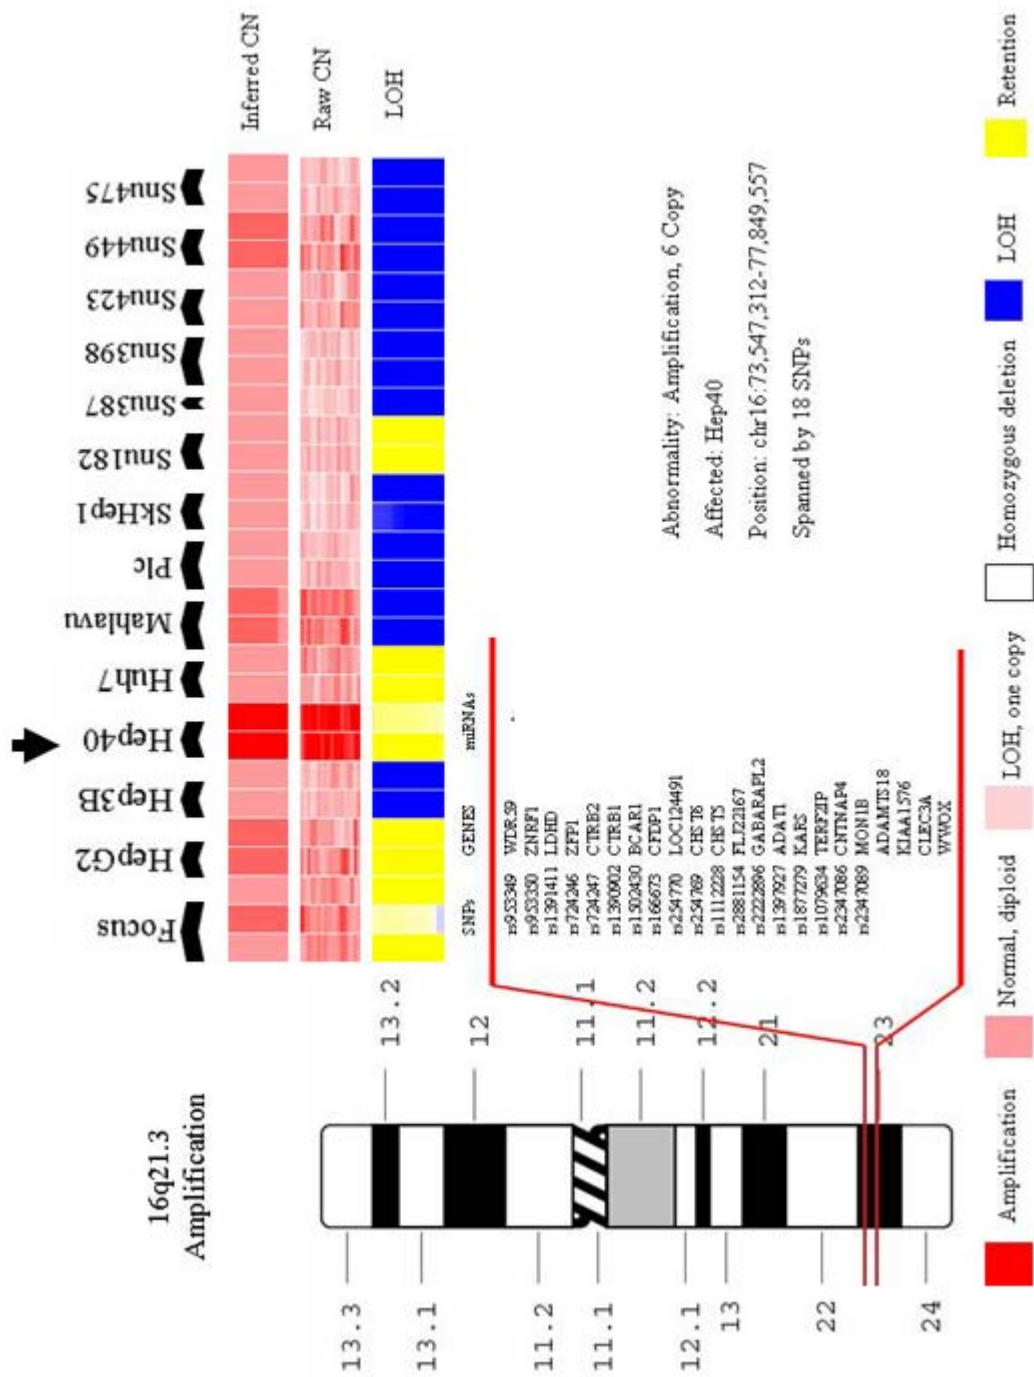 16q21.3
Amplification
Focus
HepG2
Hep3B
Hep40
Huh7
Mahlavu
Plc
SkHep1
Snu182
Snu387
Snu398
Snu423
Snu449
Snu475
Inferred CN
Raw CN
LOH
13.3
13.1
11.2
11.1
12.1
13
22
24
13.2
12
11.1
11.2
12.2
21
23
SNPs GENES miRNAs
rs953349 WDR59
rs953350 ZNRF1
rs1391411 LDHD
rs724246 ZFP1
rs724247 CTRB2
rs1390902 CTRB1
rs1502430 BCAR1
rs166673 CFDP1
rs254770 LOC124491
rs254769 CHST6
rs1112228 CHST5
rs2881154 FLJ22167
rs2222896 GABARAPL2
rs1397927 ADAT1
rs1877279 KARS
rs1079634 TERF2IP
rs2347086 CNTNAP4
rs2347089 MON1B
ADAMTS18
KIAA1576
CLEC3A
WWOX
Abnormality: Amplification, 6 Copy
Affected: Hep40
Position: chr16:73,547,312-77,849,557
Spanned by 18 SNPs
Amplification
Normal, diploid
LOH, one copy
Homozygous deletion
LOH
Retention